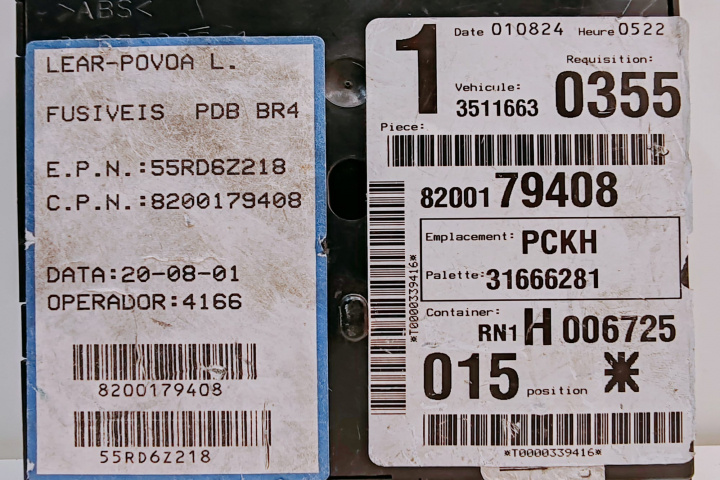 >ABS<
LEAR-POVOA L.
FUSIVEIS PDB BR4
E.P.N.:55RD6Z218
C.P.N.:8200179408
DATA:20-08-01
OPERADOR:4166
8200179408
55RD6Z218
1
Date 010824 Heure 0522
Requisition:
Vehicule:
3511663 0355
Piece:
8200179408
Emplacement: PCKH
Palette: 31666281
*T0000339416*
Container:
RN1 H 006725
015 position *
*T0000339416*